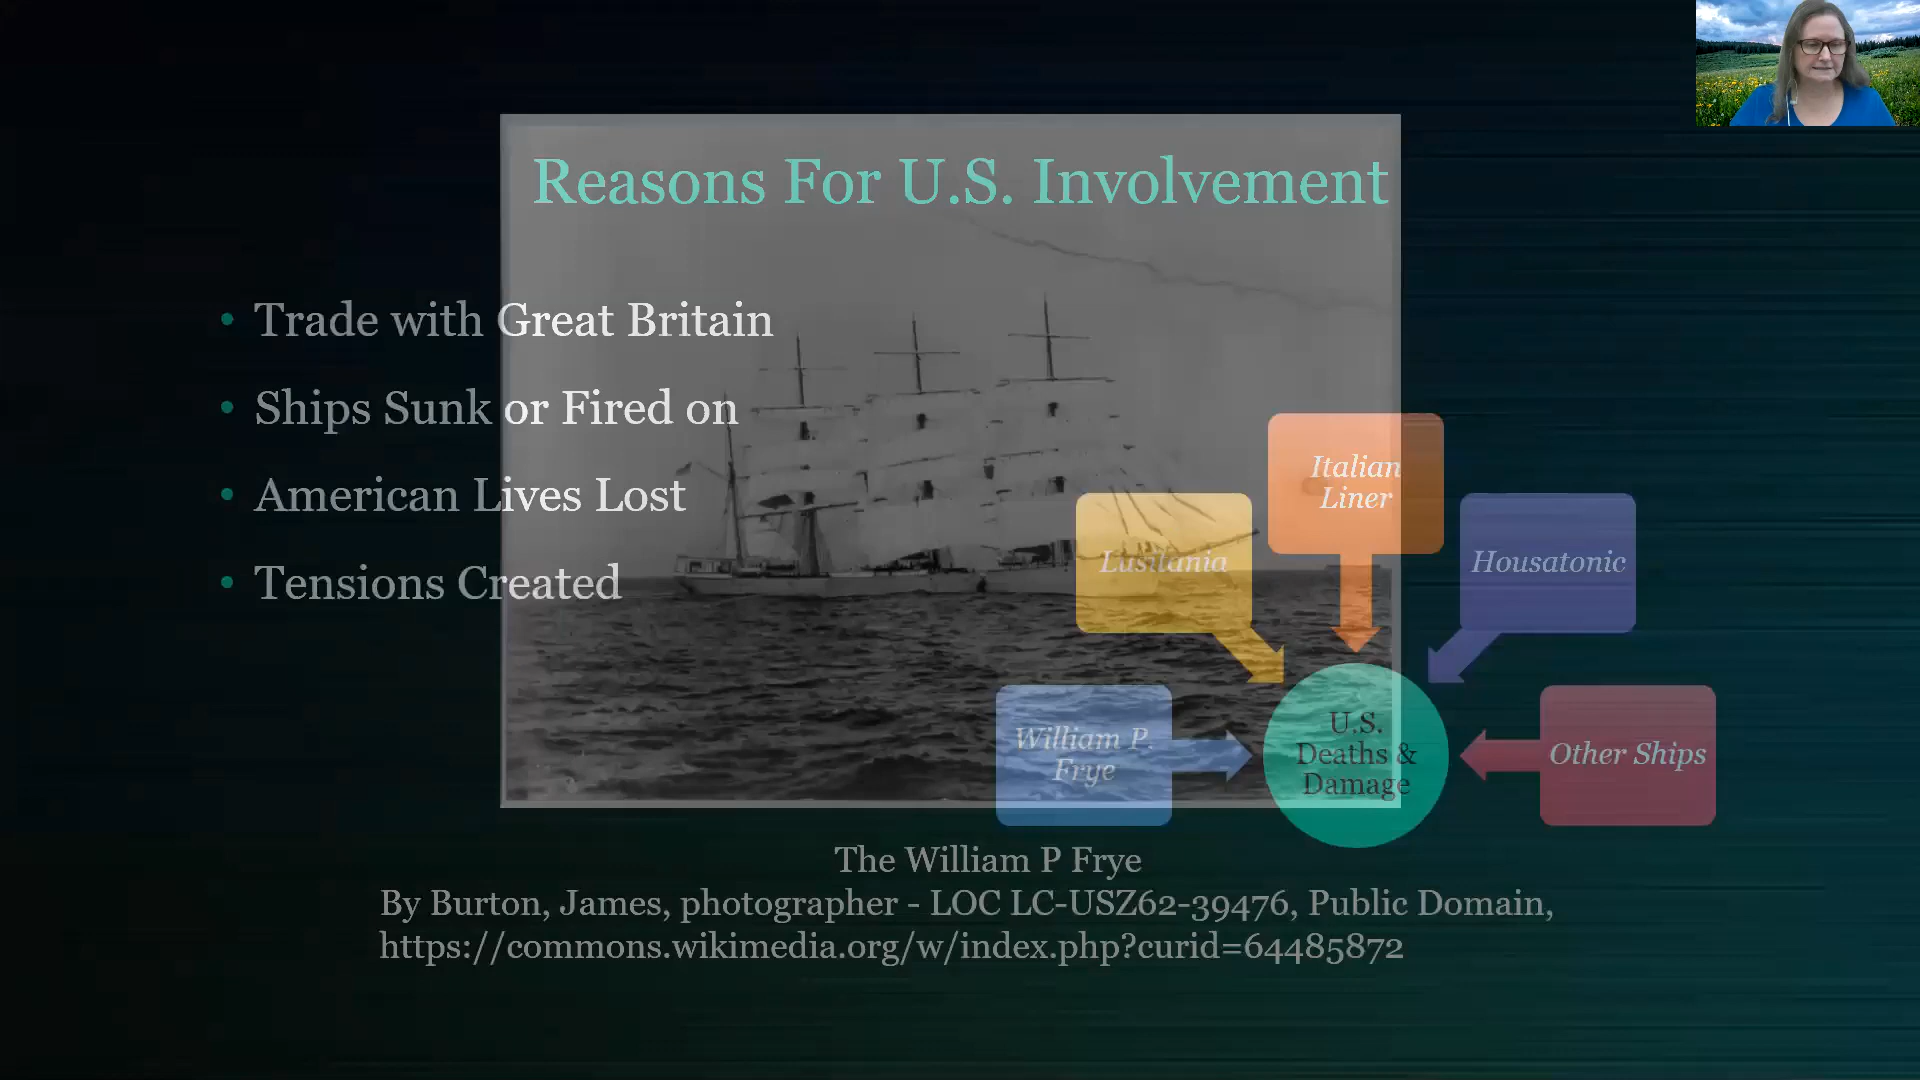 Reasons For U.S. Involvement
• Trade with Great Britain
• Ships Sunk or Fired on
• American Lives Lost
• Tensions Created
William P.
Frye
Lusitania
Italian
Liner
Housatonic
Other Ships
U.S.
Deaths &
Damage
The William P Frye
By Burton, James, photographer - LOC LC-USZ62-39476, Public Domain,
https://commons.wikimedia.org/w/index.php?curid=64485872